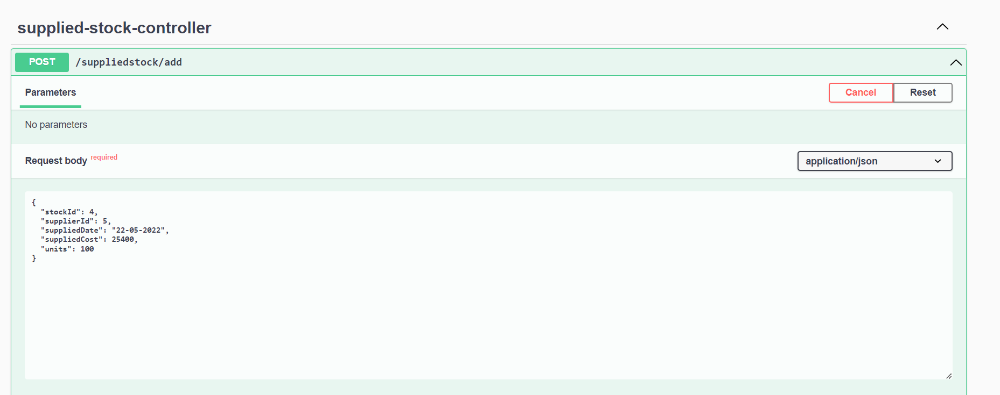 supplied-stock-controller
POST /suppliedstock/add
Parameters
Cancel Reset
No parameters
Request body required
application/json
{
  "stockId": 4,
  "supplierId": 5,
  "suppliedDate": "22-05-2022",
  "suppliedCost": 25400,
  "units": 100
}